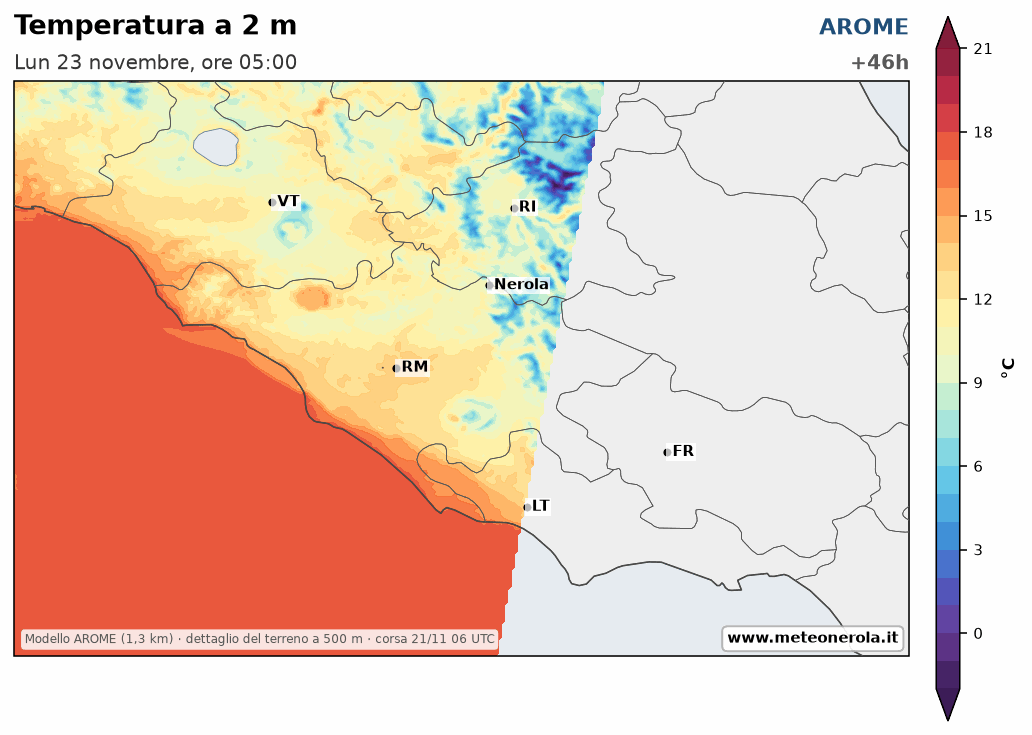 Temperatura a 2 m
AROME
Lun 23 novembre, ore 05:00
+46h
VT
RI
Nerola
RM
FR
LT
Modello AROME (1,3 km) · dettaglio del terreno a 500 m · corsa 21/11 06 UTC
www.meteonerola.it
21
18
15
12
9
6
3
0
°C